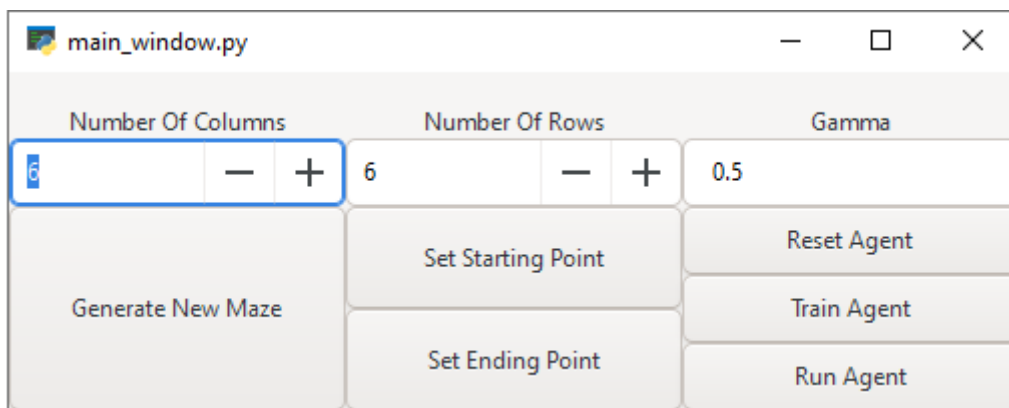 main_window.py
Number Of Columns
Number Of Rows
Gamma
6
6
0.5
Generate New Maze
Set Starting Point
Set Ending Point
Reset Agent
Train Agent
Run Agent